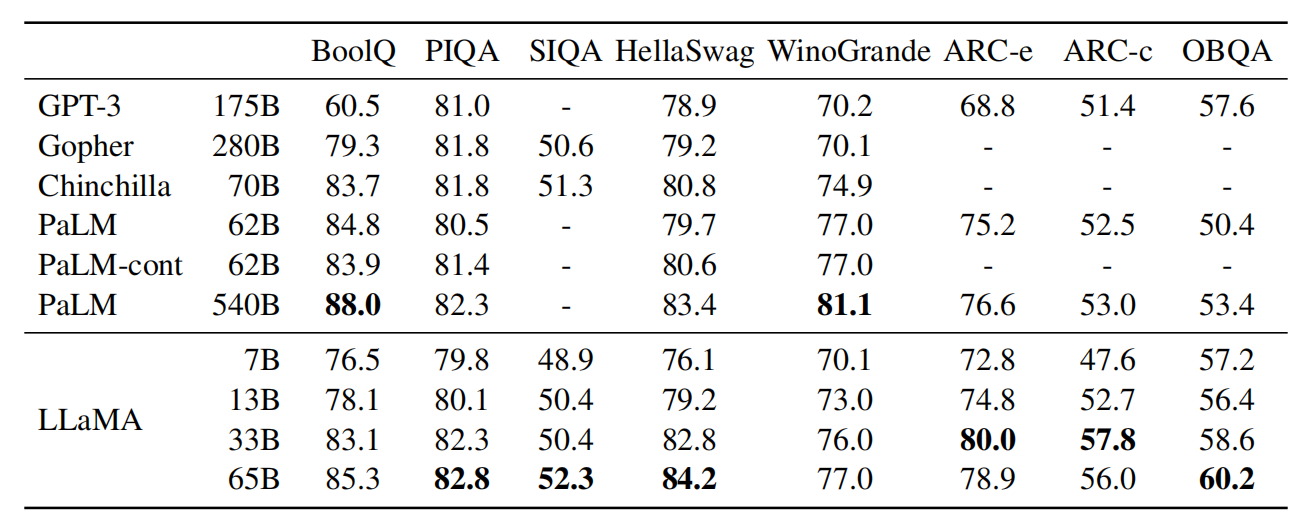 BoolQ PIQA SIQA HellaSwag WinoGrande ARC-e ARC-c OBQA
GPT-3 175B 60.5 81.0 - 78.9 70.2 68.8 51.4 57.6
Gopher 280B 79.3 81.8 50.6 79.2 70.1 - - -
Chinchilla 70B 83.7 81.8 51.3 80.8 74.9 - - -
PaLM 62B 84.8 80.5 - 79.7 77.0 75.2 52.5 50.4
PaLM-cont 62B 83.9 81.4 - 80.6 77.0 - - -
PaLM 540B 88.0 82.3 - 83.4 81.1 76.6 53.0 53.4
LLaMA
7B 76.5 79.8 48.9 76.1 70.1 72.8 47.6 57.2
13B 78.1 80.1 50.4 79.2 73.0 74.8 52.7 56.4
33B 83.1 82.3 50.4 82.8 76.0 80.0 57.8 58.6
65B 85.3 82.8 52.3 84.2 77.0 78.9 56.0 60.2